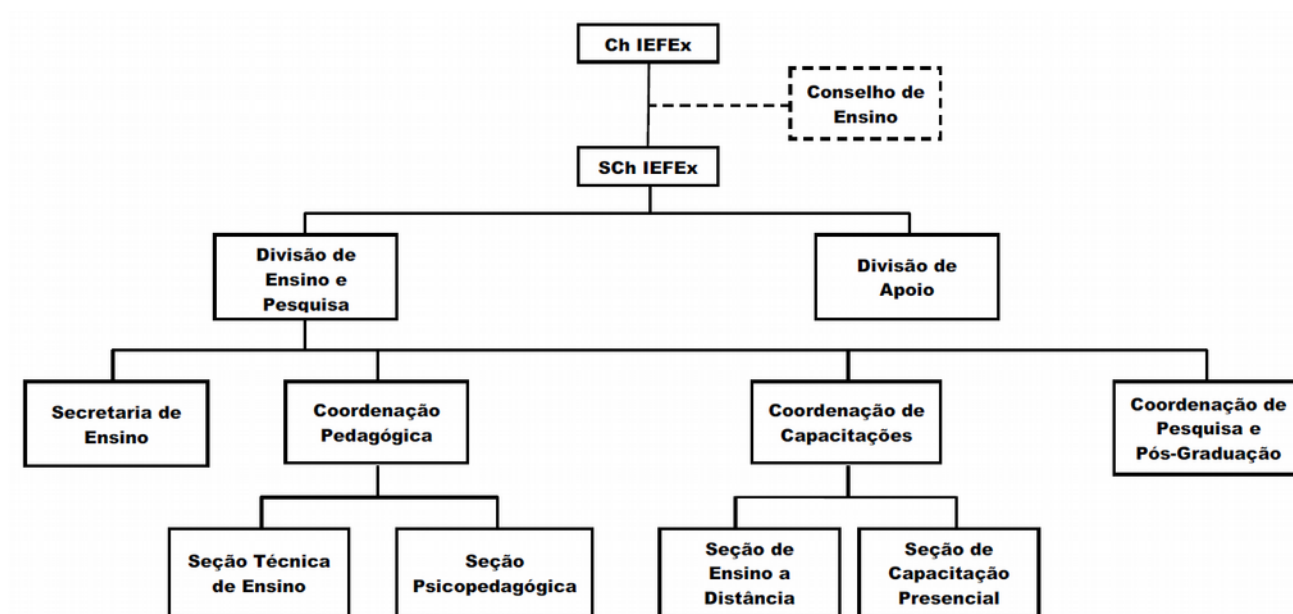 Ch IEFEx
Conselho de
Ensino
SCh IEFEx
Divisão de
Ensino e
Pesquisa
Divisão de
Apoio
Secretaria de
Ensino
Coordenação
Pedagógica
Coordenação de
Capacitações
Coordenação de
Pesquisa e
Pós-Graduação
Seção Técnica
de Ensino
Seção
Psicopedagógica
Seção de
Ensino a
Distância
Seção de
Capacitação
Presencial